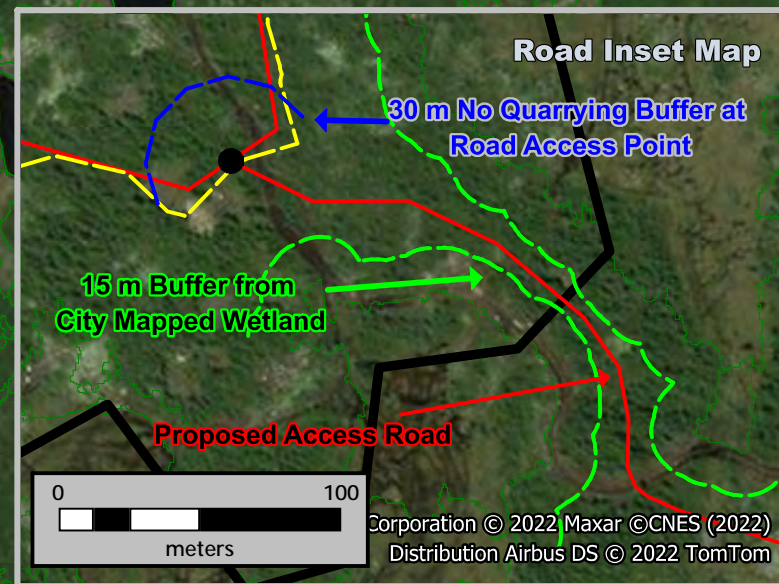 Road Inset Map
30 m No Quarrying Buffer at
Road Access Point
15 m Buffer from
City Mapped Wetland
Proposed Access Road
0 100
meters
Corporation © 2022 Maxar ©CNES (2022)
Distribution Airbus DS © 2022 TomTom